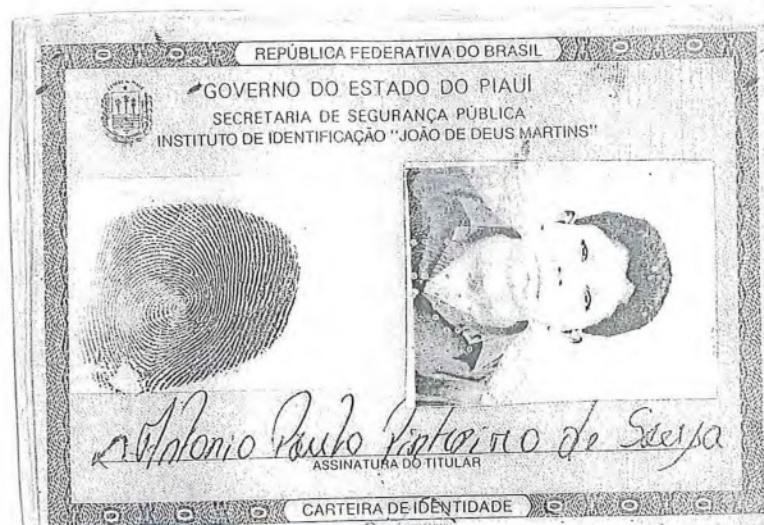 REPÚBLICA FEDERATIVA DO BRASIL
GOVERNO DO ESTADO DO PIAUÍ
SECRETARIA DE SEGURANÇA PÚBLICA
INSTITUTO DE IDENTIFICAÇÃO "JOÃO DE DEUS MARTINS"
Antonio Paulo Pinheiro de Sousa
ASSINATURA DO TITULAR
CARTEIRA DE IDENTIDADE